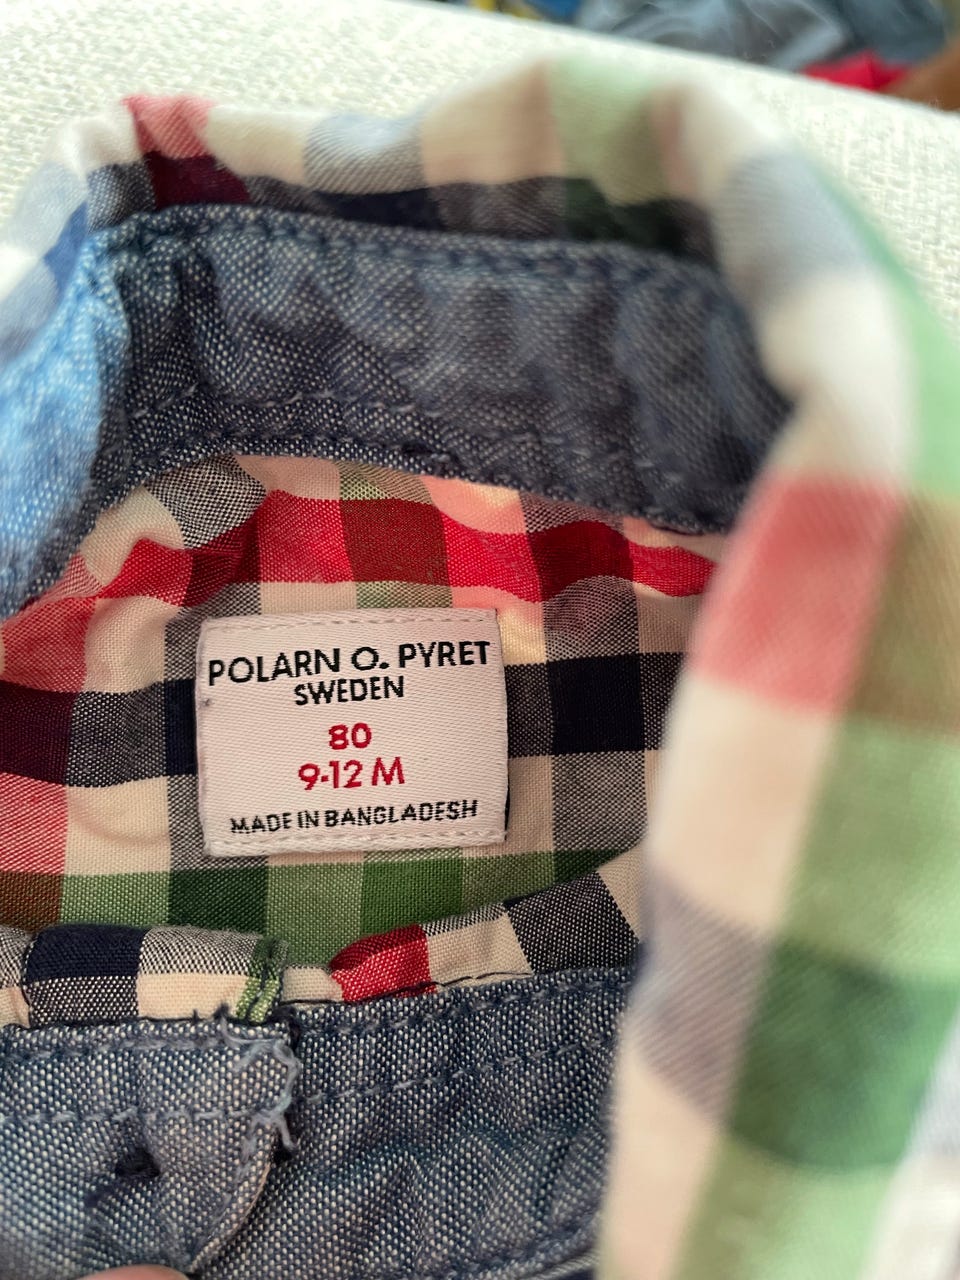 POLARN O. PYRET
SWEDEN
80
9-12 M
MADE IN BANGLADESH